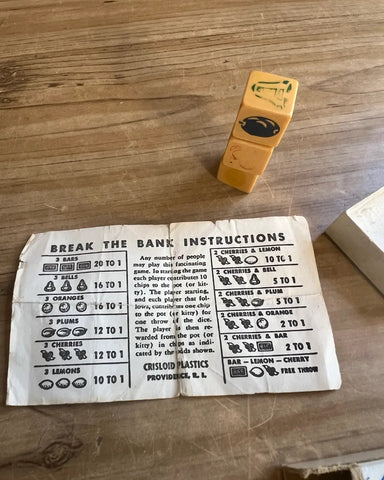 BREAK THE BANK INSTRUCTIONS
3 BARS
20 TO 1
3 BELLS
16 TO 1
3 ORANGES
16 TO 1
3 PLUMS
12 TO 1
3 CHERRIES
12 TO 1
3 LEMONS
10 TO 1
Any number of people
may play this fascinating
game. In starting the game
each player contributes 10
chips to the pot (or kit-
ty). The player starting,
and each player that fol-
lows, contributes one chip
to the pot (or kitty) for
one throw of the dice.
The player is then re-
warded from the pot (or
kitty) in chips as indi-
cated by the odds shown.
CRISLOID PLASTICS
PROVIDENCE, R. I.
2 CHERRIES & LEMON
10 TO 1
2 CHERRIES & BELL
5 TO 1
2 CHERRIES & PLUM
5 TO 1
2 CHERRIES & ORANGE
2 TO 1
2 CHERRIES & BAR
2 TO 1
BAR - LEMON - CHERRY
FREE THROW